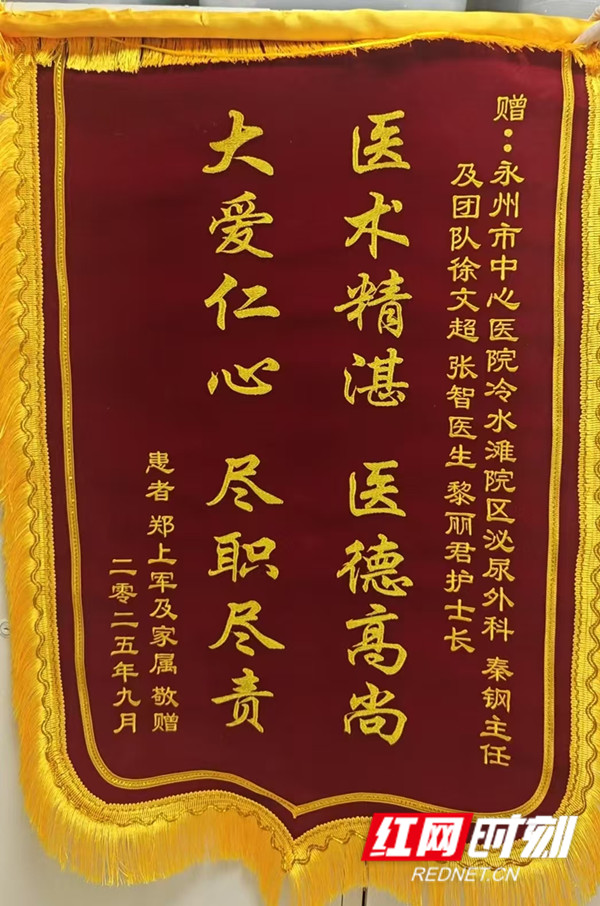 赠：永州市中心医院冷水滩院区泌尿外科 秦钢主任
及团队徐文超 张智医生 黎丽君护士长
医术精湛 医德高尚
大爱仁心 尽职尽责
患者 郑上军及家属 敬赠
二零二五年九月
红网时刻
REDNET.CN